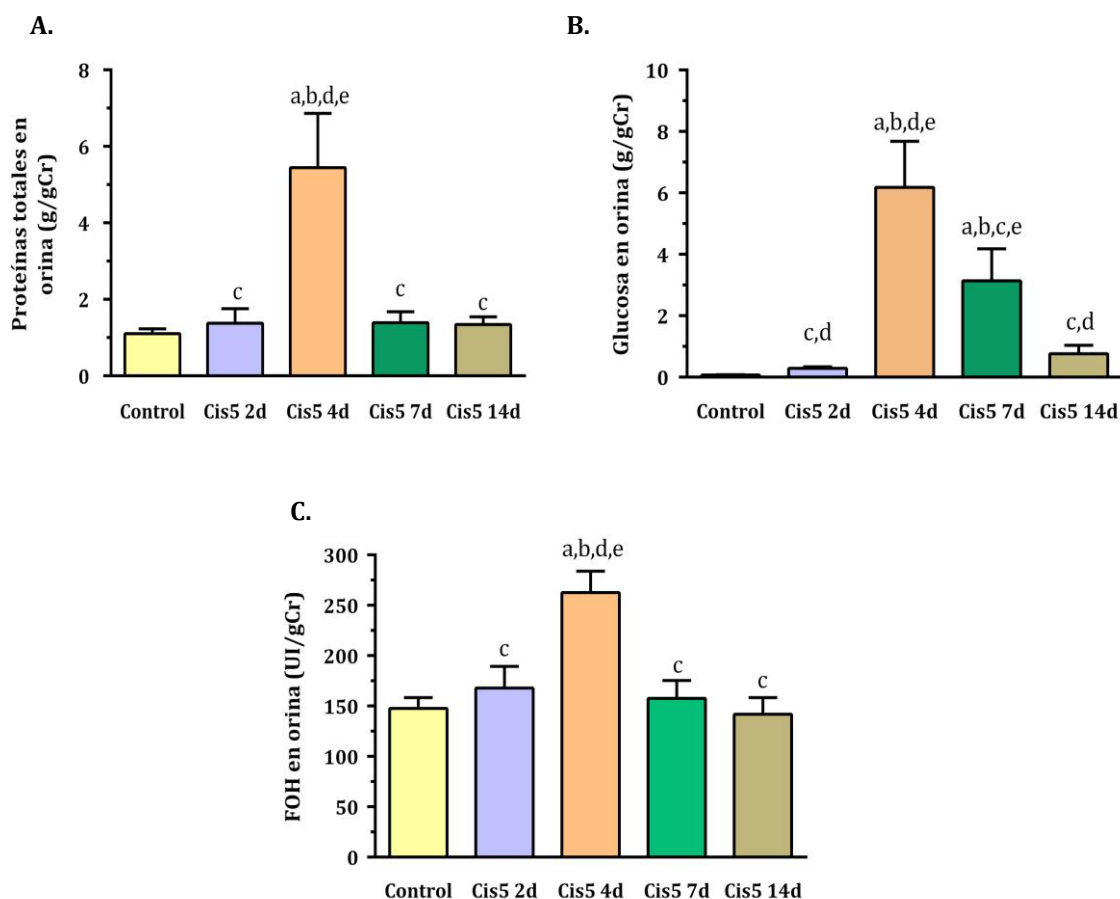 A.
Proteínas totales en
orina (g/gCr)
8
6
4
2
0
a,b,d,e
c
c
c
Control Cis5 2d Cis5 4d Cis5 7d Cis5 14d
B.
Glucosa en orina (g/gCr)
10
8
6
4
2
0
a,b,d,e
a,b,c,e
c,d
c,d
Control Cis5 2d Cis5 4d Cis5 7d Cis5 14d
C.
FOH en orina (UI/gCr)
300
250
200
150
100
50
0
a,b,d,e
c
c
c
Control Cis5 2d Cis5 4d Cis5 7d Cis5 14d